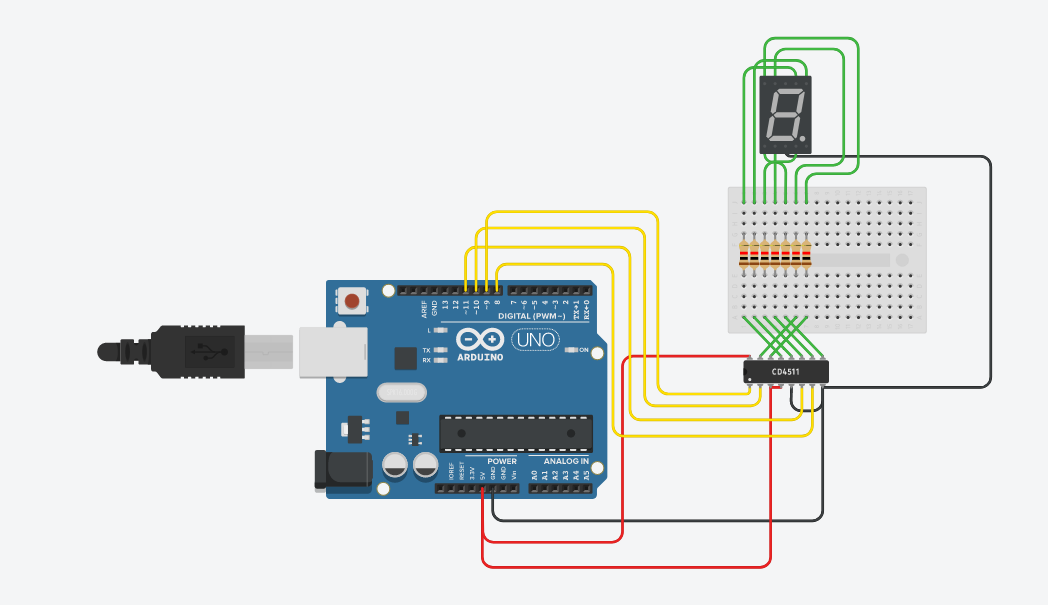 AREF
GND
13
12
~11
~10
~9
8
7
~6
~5
4
~3
2
TX→1
RX←0
DIGITAL (PWM~)
L
TX
RX
ARDUINO
UNO
ON
CD4511
POWER
ANALOG IN
IOREF
RESET
3.3V
5V
GND
GND
Vin
A0
A1
A2
A3
A4
A5